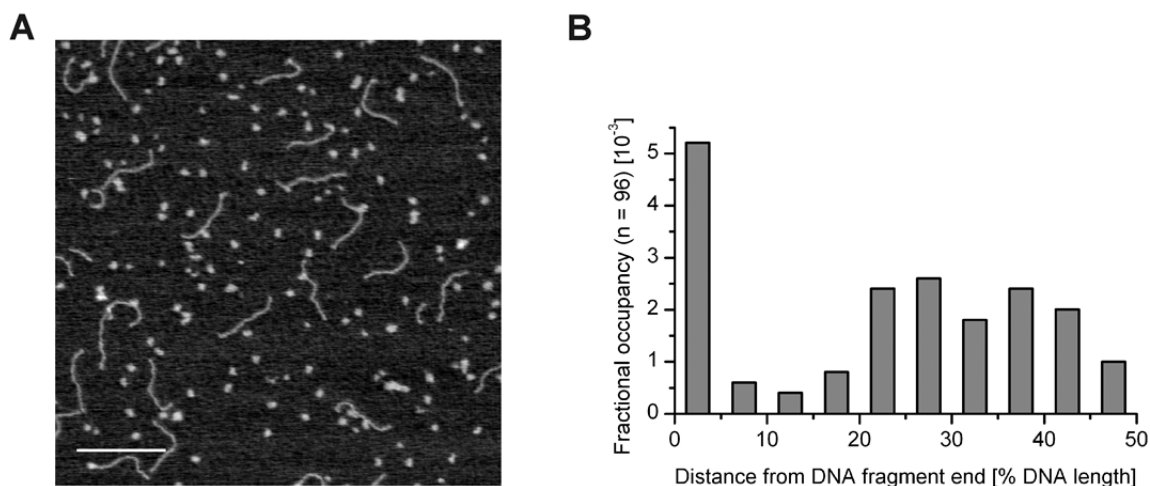 A
B
Fractional occupancy (n = 96) [10⁻³]
5
4
3
2
1
0
0 10 20 30 40 50
Distance from DNA fragment end [% DNA length]